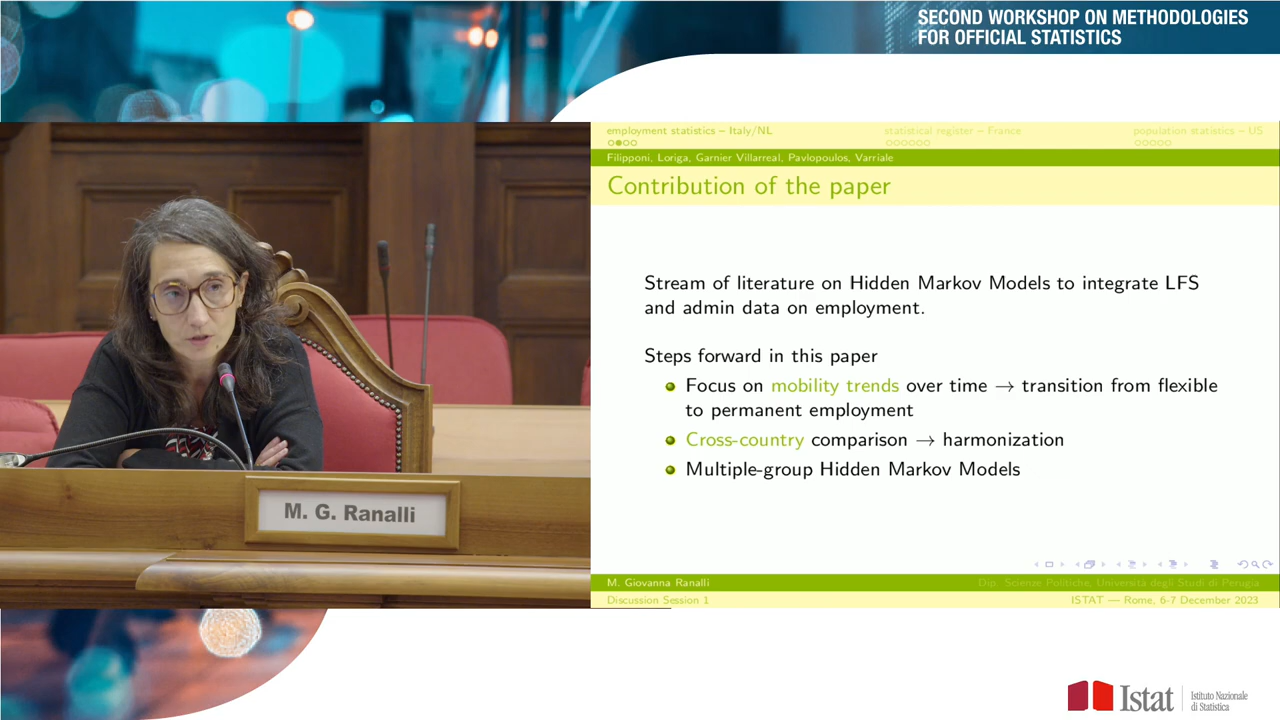 SECOND WORKSHOP ON METHODOLOGIES
FOR OFFICIAL STATISTICS
employment statistics – Italy/NL
statistical register – France
population statistics – US
Filipponi, Loriga, Garnier Villarreal, Pavlopoulos, Varriale
Contribution of the paper
Stream of literature on Hidden Markov Models to integrate LFS
and admin data on employment.
Steps forward in this paper
Focus on mobility trends over time → transition from flexible
to permanent employment
Cross-country comparison → harmonization
Multiple-group Hidden Markov Models
M. G. Ranalli
M. Giovanna Ranalli
Dip. Scienze Politiche, Università degli Studi di Perugia
Discussion Session 1
ISTAT — Rome, 6-7 December 2023
Istat
Istituto Nazionale
di Statistica